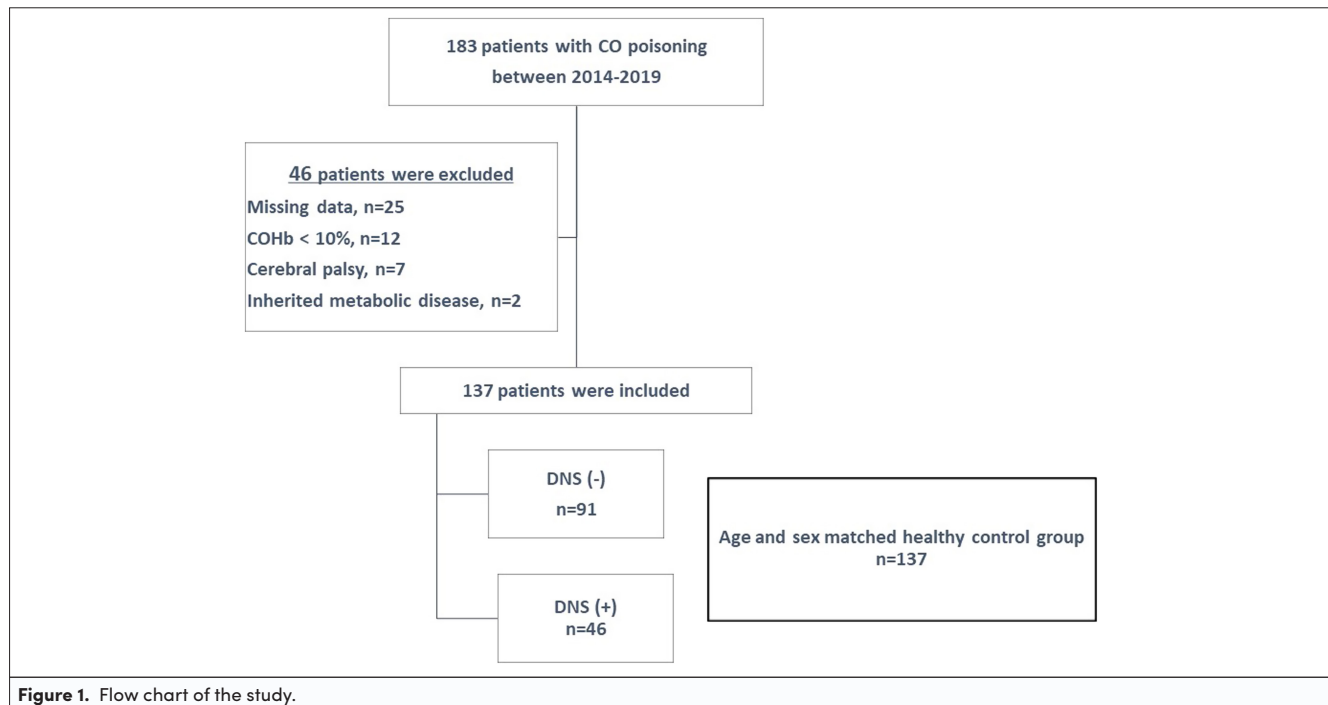 183 patients with CO poisoning
between 2014-2019
46 patients were excluded
Missing data, n=25
COHb < 10%, n=12
Cerebral palsy, n=7
Inherited metabolic disease, n=2
137 patients were included
DNS (-)
n=91
Age and sex matched healthy control group
n=137
DNS (+)
n=46
Figure 1. Flow chart of the study.